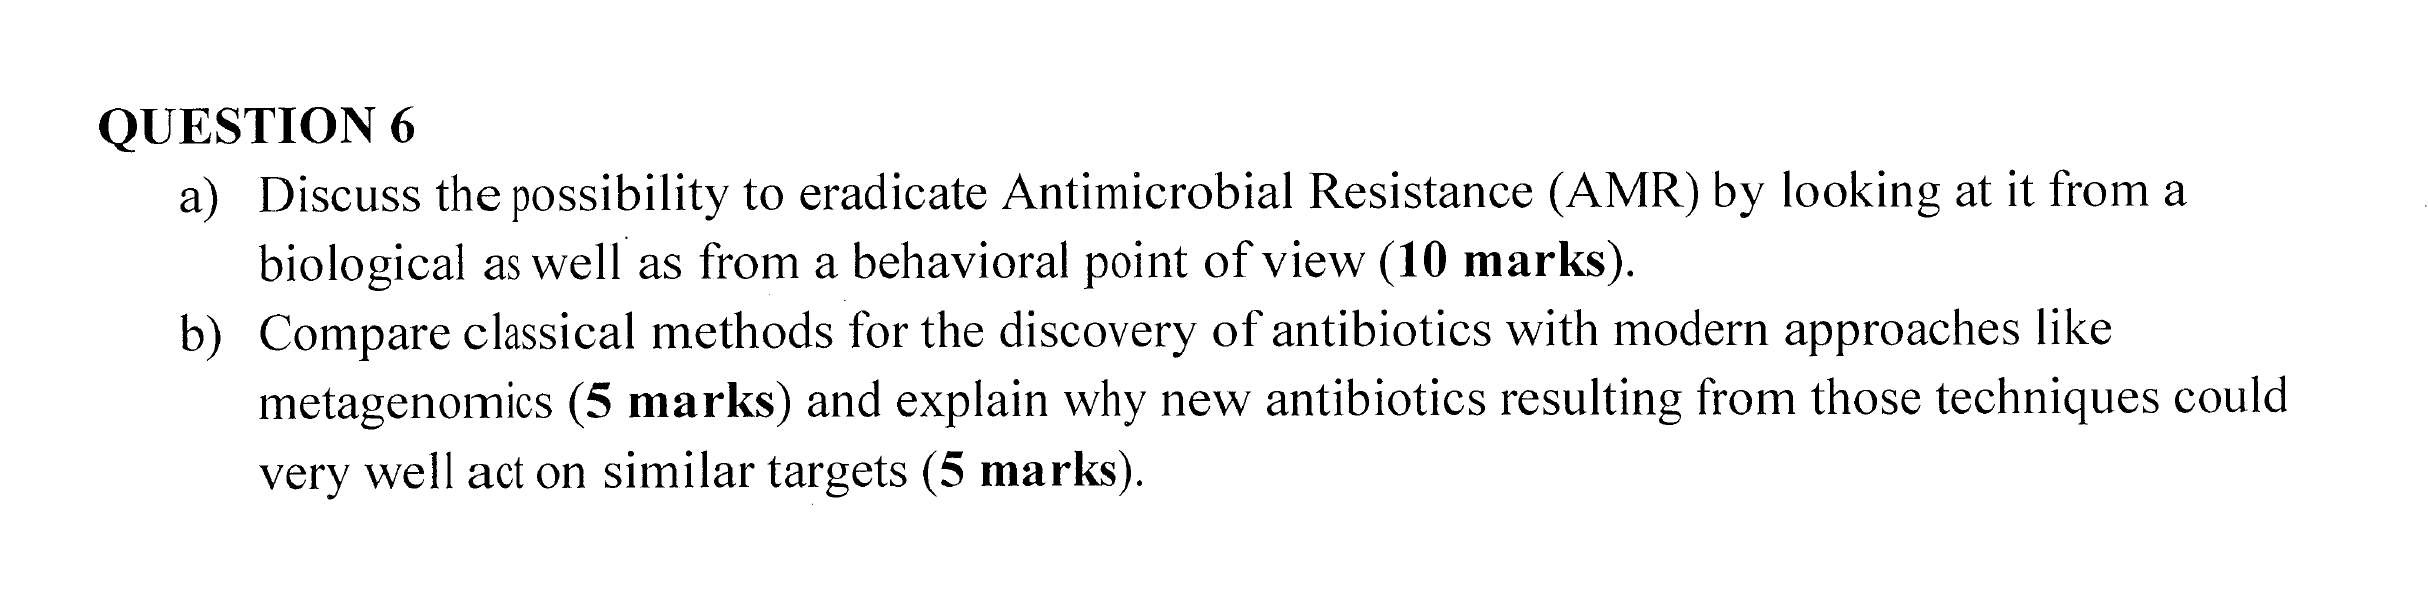 QUESTION 6
a) Discuss the possibility to eradicate Antimicrobial Resistance (AMR) by looking at it from a
biological as well as from a behavioral point of view (10 marks).
b) Compare classical methods for the discovery of antibiotics with modern approaches like
metagenomics (5 marks) and explain why new antibiotics resulting from those techniques could
very well act on similar targets (5 marks).